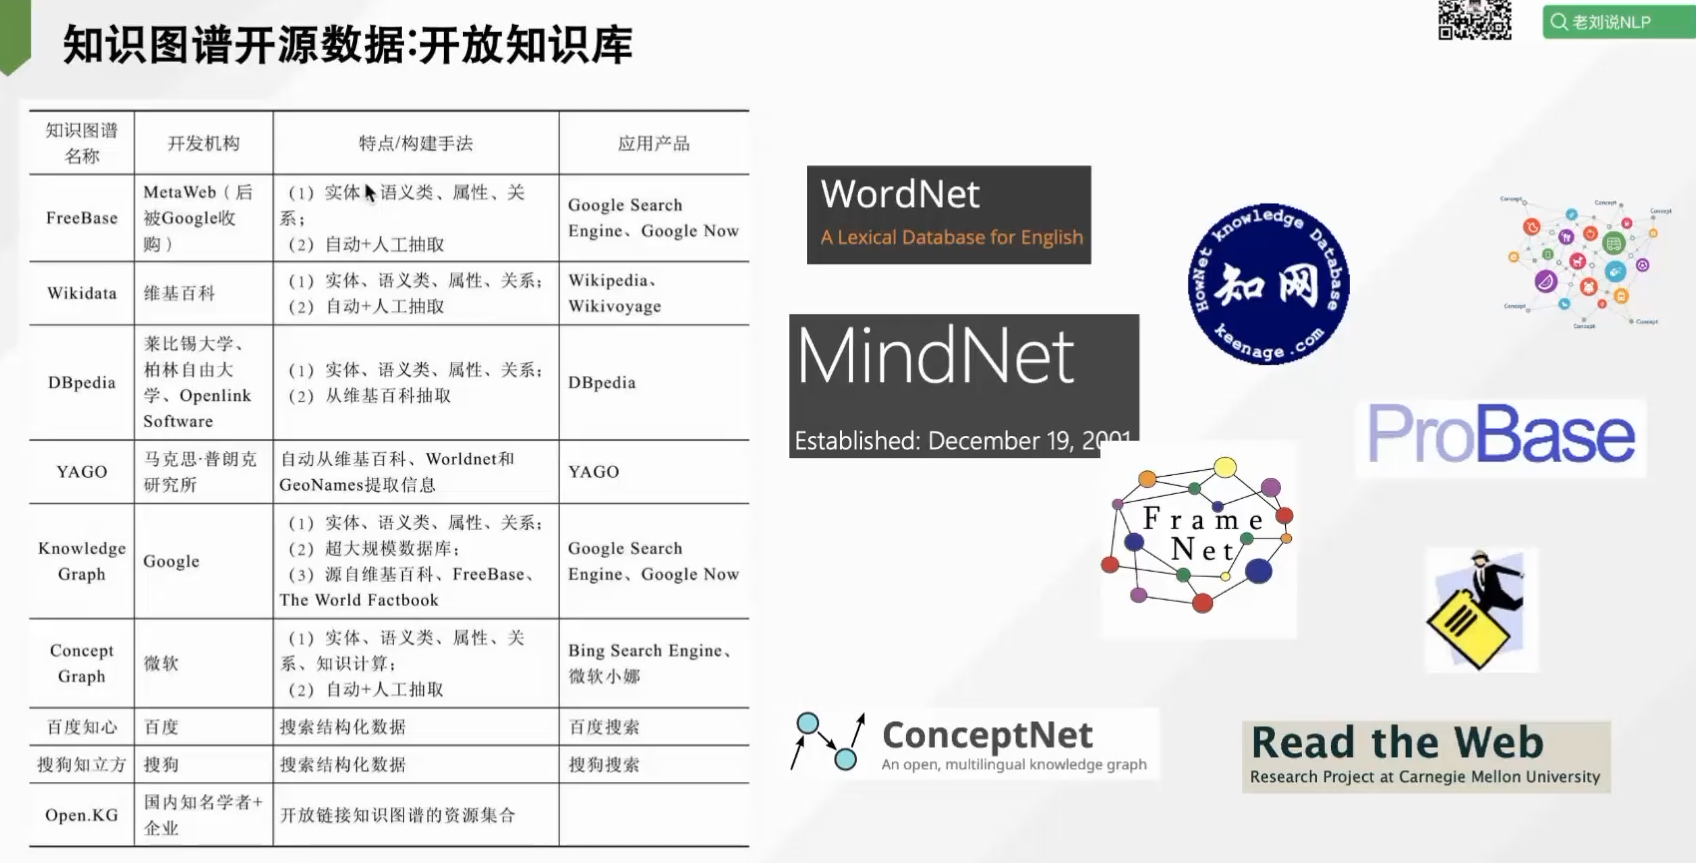 知识图谱开源数据:开放知识库
老刘说NLP
知识图谱
名称
开发机构
特点/构建手法
应用产品
FreeBase
MetaWeb（后
被Google收
购）
（1）实体、语义类、属性、关
系；
（2）自动+人工抽取
Google Search
Engine、Google Now
Wikidata
维基百科
（1）实体、语义类、属性、关系；
（2）自动+人工抽取
Wikipedia、
Wikivoyage
DBpedia
莱比锡大学、
柏林自由大
学、Openlink
Software
（1）实体、语义类、属性、关系；
（2）从维基百科抽取
DBpedia
YAGO
马克思·普朗克
研究所
自动从维基百科、Worldnet和
GeoNames提取信息
YAGO
Knowledge
Graph
Google
（1）实体、语义类、属性、关系；
（2）超大规模数据库；
（3）源自维基百科、FreeBase、
The World Factbook
Google Search
Engine、Google Now
Concept
Graph
微软
（1）实体、语义类、属性、关
系、知识计算；
（2）自动+人工抽取
Bing Search Engine、
微软小娜
百度知心
百度
搜索结构化数据
百度搜索
搜狗知立方
搜狗
搜索结构化数据
搜狗搜索
Open.KG
国内知名学者+
企业
开放链接知识图谱的资源集合
WordNet
A Lexical Database for English
MindNet
Established: December 19, 2001
HowNet knowledge Database
知网
keenage.com
Concept
Concept
Concept
Concept
Concept
Concept
ProBase
Frame
Net
ConceptNet
An open, multilingual knowledge graph
Read the Web
Research Project at Carnegie Mellon University